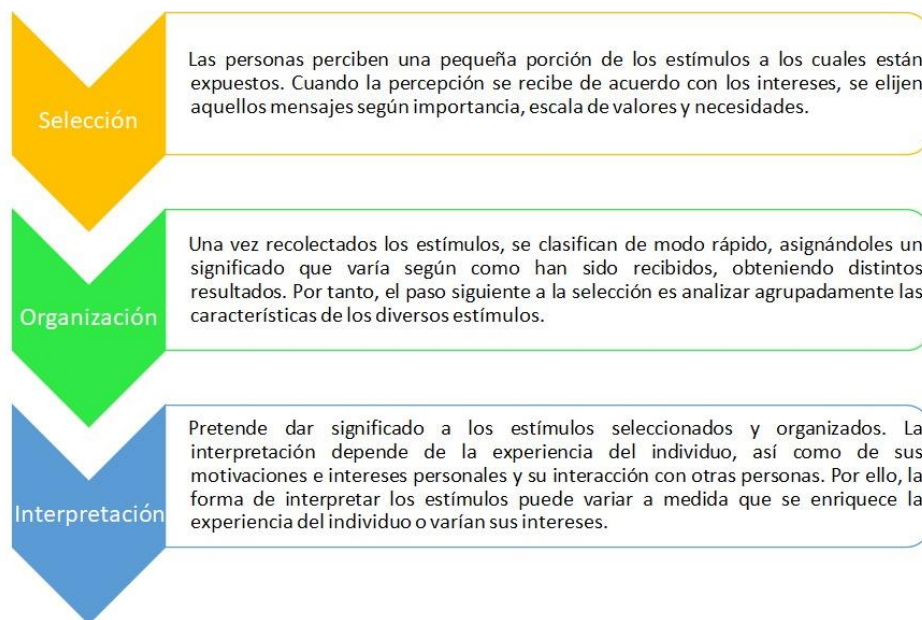 Selección
Las personas perciben una pequeña porción de los estímulos a los cuales están
expuestos. Cuando la percepción se recibe de acuerdo con los intereses, se elijen
aquellos mensajes según importancia, escala de valores y necesidades.
Organización
Una vez recolectados los estímulos, se clasifican de modo rápido, asignándoles un
significado que varía según como han sido recibidos, obteniendo distintos
resultados. Por tanto, el paso siguiente a la selección es analizar agrupadamente las
características de los diversos estímulos.
Interpretación
Pretende dar significado a los estímulos seleccionados y organizados. La
interpretación depende de la experiencia del individuo, así como de sus
motivaciones e intereses personales y su interacción con otras personas. Por ello, la
forma de interpretar los estímulos puede variar a medida que se enriquece la
experiencia del individuo o varían sus intereses.